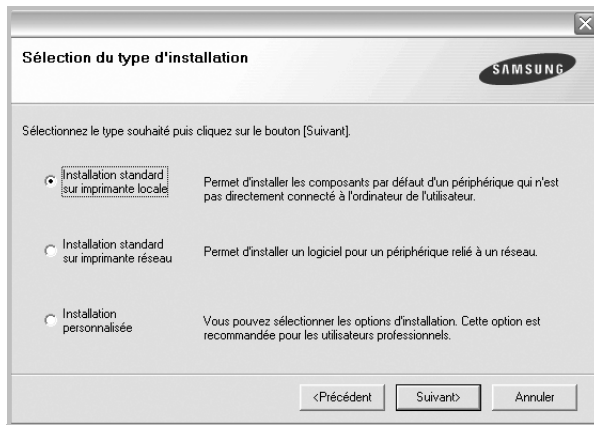 Sélection du type d'installation
SAMSUNG
Sélectionnez le type souhaité puis cliquez sur le bouton [Suivant].
Installation standard
sur imprimante locale
Permet d'installer les composants par défaut d'un périphérique qui n'est
pas directement connecté à l'ordinateur de l'utilisateur.
Installation standard
sur imprimante réseau
Permet d'installer un logiciel pour un périphérique relié à un réseau.
Installation
personnalisée
Vous pouvez sélectionner les options d'installation. Cette option est
recommandée pour les utilisateurs professionnels.
<Précédent
Suivant>
Annuler